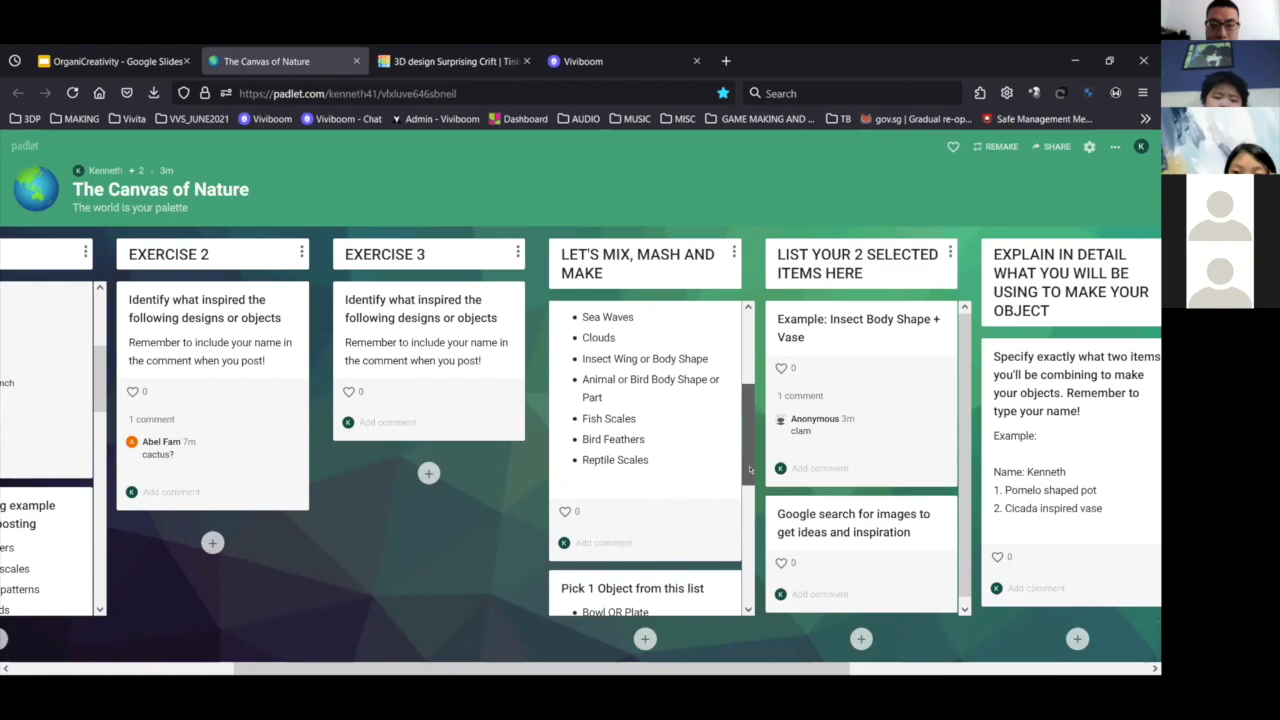 OrganiCreativity - Google Slides
The Canvas of Nature
3D design Surprising Crift | Tin
Viviboom
https://padlet.com/kenneth41/vlxluve646sbneil
Search
3DP
MAKING
Vivita
VVS_JUNE2021
Viviboom
Viviboom - Chat
Admin - Viviboom
Dashboard
AUDIO
MUSIC
MISC
GAME MAKING AND ...
TB
gov.sg | Gradual re-op...
Safe Management Me...
padlet
REMAKE
SHARE
K
K Kenneth + 2 · 3m
The Canvas of Nature
The world is your palette
nch
g example
posting
ers
scales
patterns
ds
EXERCISE 2
Identify what inspired the
following designs or objects
Remember to include your name in
the comment when you post!
0
1 comment
A Abel Fam 7m
cactus?
K Add comment
EXERCISE 3
Identify what inspired the
following designs or objects
Remember to include your name in
the comment when you post!
0
K Add comment
LET'S MIX, MASH AND
MAKE
• Sea Waves
• Clouds
• Insect Wing or Body Shape
• Animal or Bird Body Shape or
Part
• Fish Scales
• Bird Feathers
• Reptile Scales
0
K Add comment
Pick 1 Object from this list
• Bowl OR Plate
LIST YOUR 2 SELECTED
ITEMS HERE
Example: Insect Body Shape +
Vase
0
1 comment
Anonymous 3m
clam
K Add comment
Google search for images to
get ideas and inspiration
0
K Add comment
EXPLAIN IN DETAIL
WHAT YOU WILL BE
USING TO MAKE YOUR
OBJECT
Specify exactly what two items
you'll be combining to make
your objects. Remember to
type your name!
Example:
Name: Kenneth
1. Pomelo shaped pot
2. Cicada inspired vase
0
K Add comment